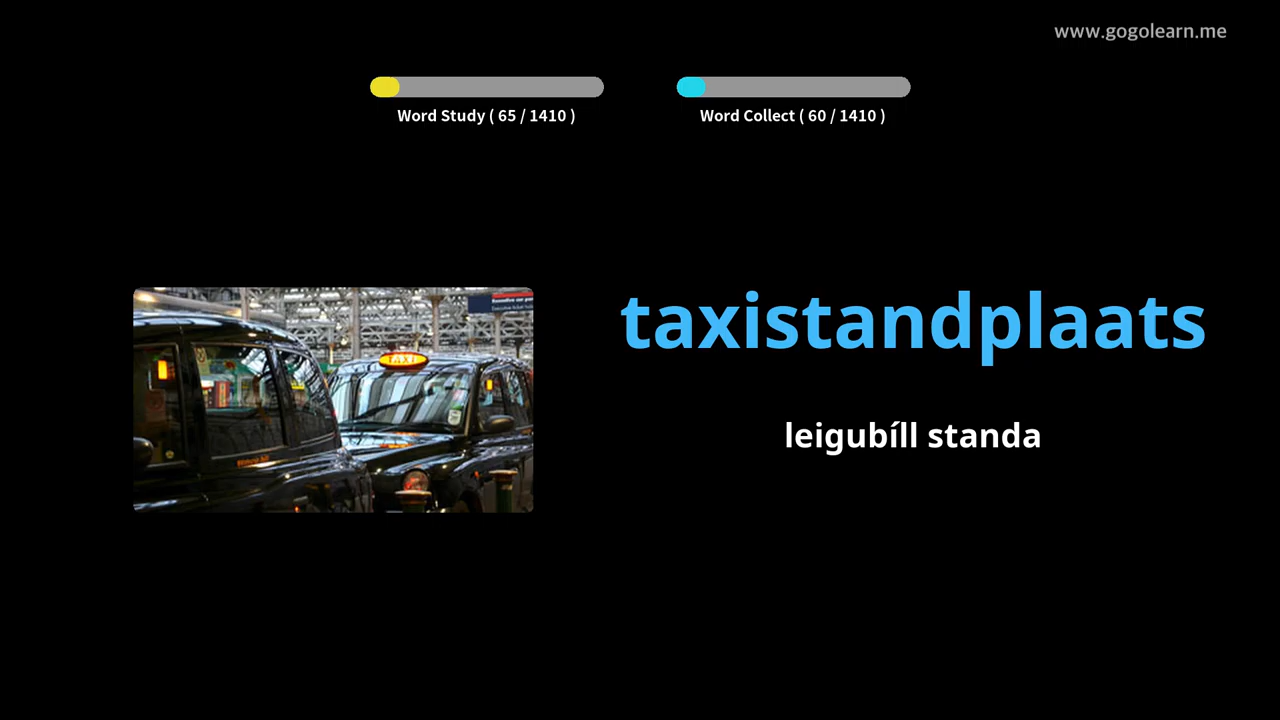 www.gogolearn.me
Word Study ( 65 / 1410 )
Word Collect ( 60 / 1410 )
taxistandplaats
leigubíll standa
TAXI